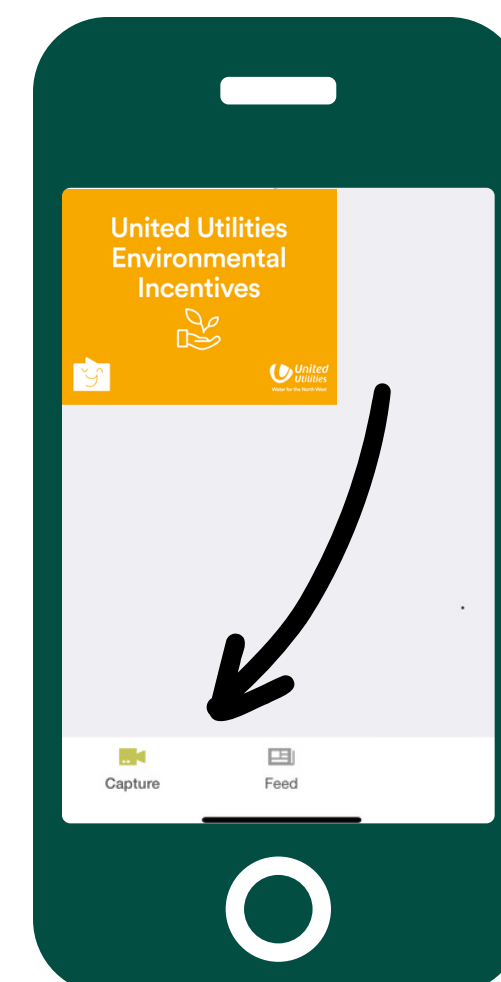 United Utilities
Environmental
Incentives
United
Utilities
Water for the North West
Capture
Feed